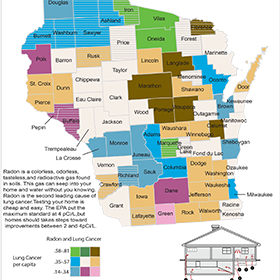 Douglas
Iron
Ashland
Vilas
Burnett
Washburn
Sawyer
Price
Oneida
Forest
Florence
Marinette
Polk
Barron
Rusk
Lincoln
Taylor
Langlade
Menominee
Oconto
Door
St. Croix
Dunn
Chippewa
Marathon
Pierce
Eau Claire
Clark
Shawano
Kewaunee
Pepin
Buffalo
Wood
Portage
Waupaca
Outagamie
Brown
Trempealeau
La Crosse
Jackson
Adams
Waushara
Winnebago
Monroe
Juneau
Marquette
Green Lake
Fond du Lac
Sheboygan
Vernon
Columbia
Dodge
Washington
Ozaukee
Richland
Sauk
Crawford
Dane
Jefferson
Waukesha
Milwaukee
Grant
Iowa
Lafayette
Green
Rock
Walworth
Racine
Kenosha
Radon is a colorless, odorless,
tasteless and radioactive gas found
in soils. This gas can seep into your
home and water without you knowing.
Radon is the second leading cause of
lung cancer. Testing your home is
cheap and easy. The EPA put the
maximum standard at 4 pCi/L, but
homes should take steps toward
improvements between 2 and 4pCi/L
Radon and Lung Cancer
Lung Cancer
per capita
.58-.81
.35-.57
.14-.34